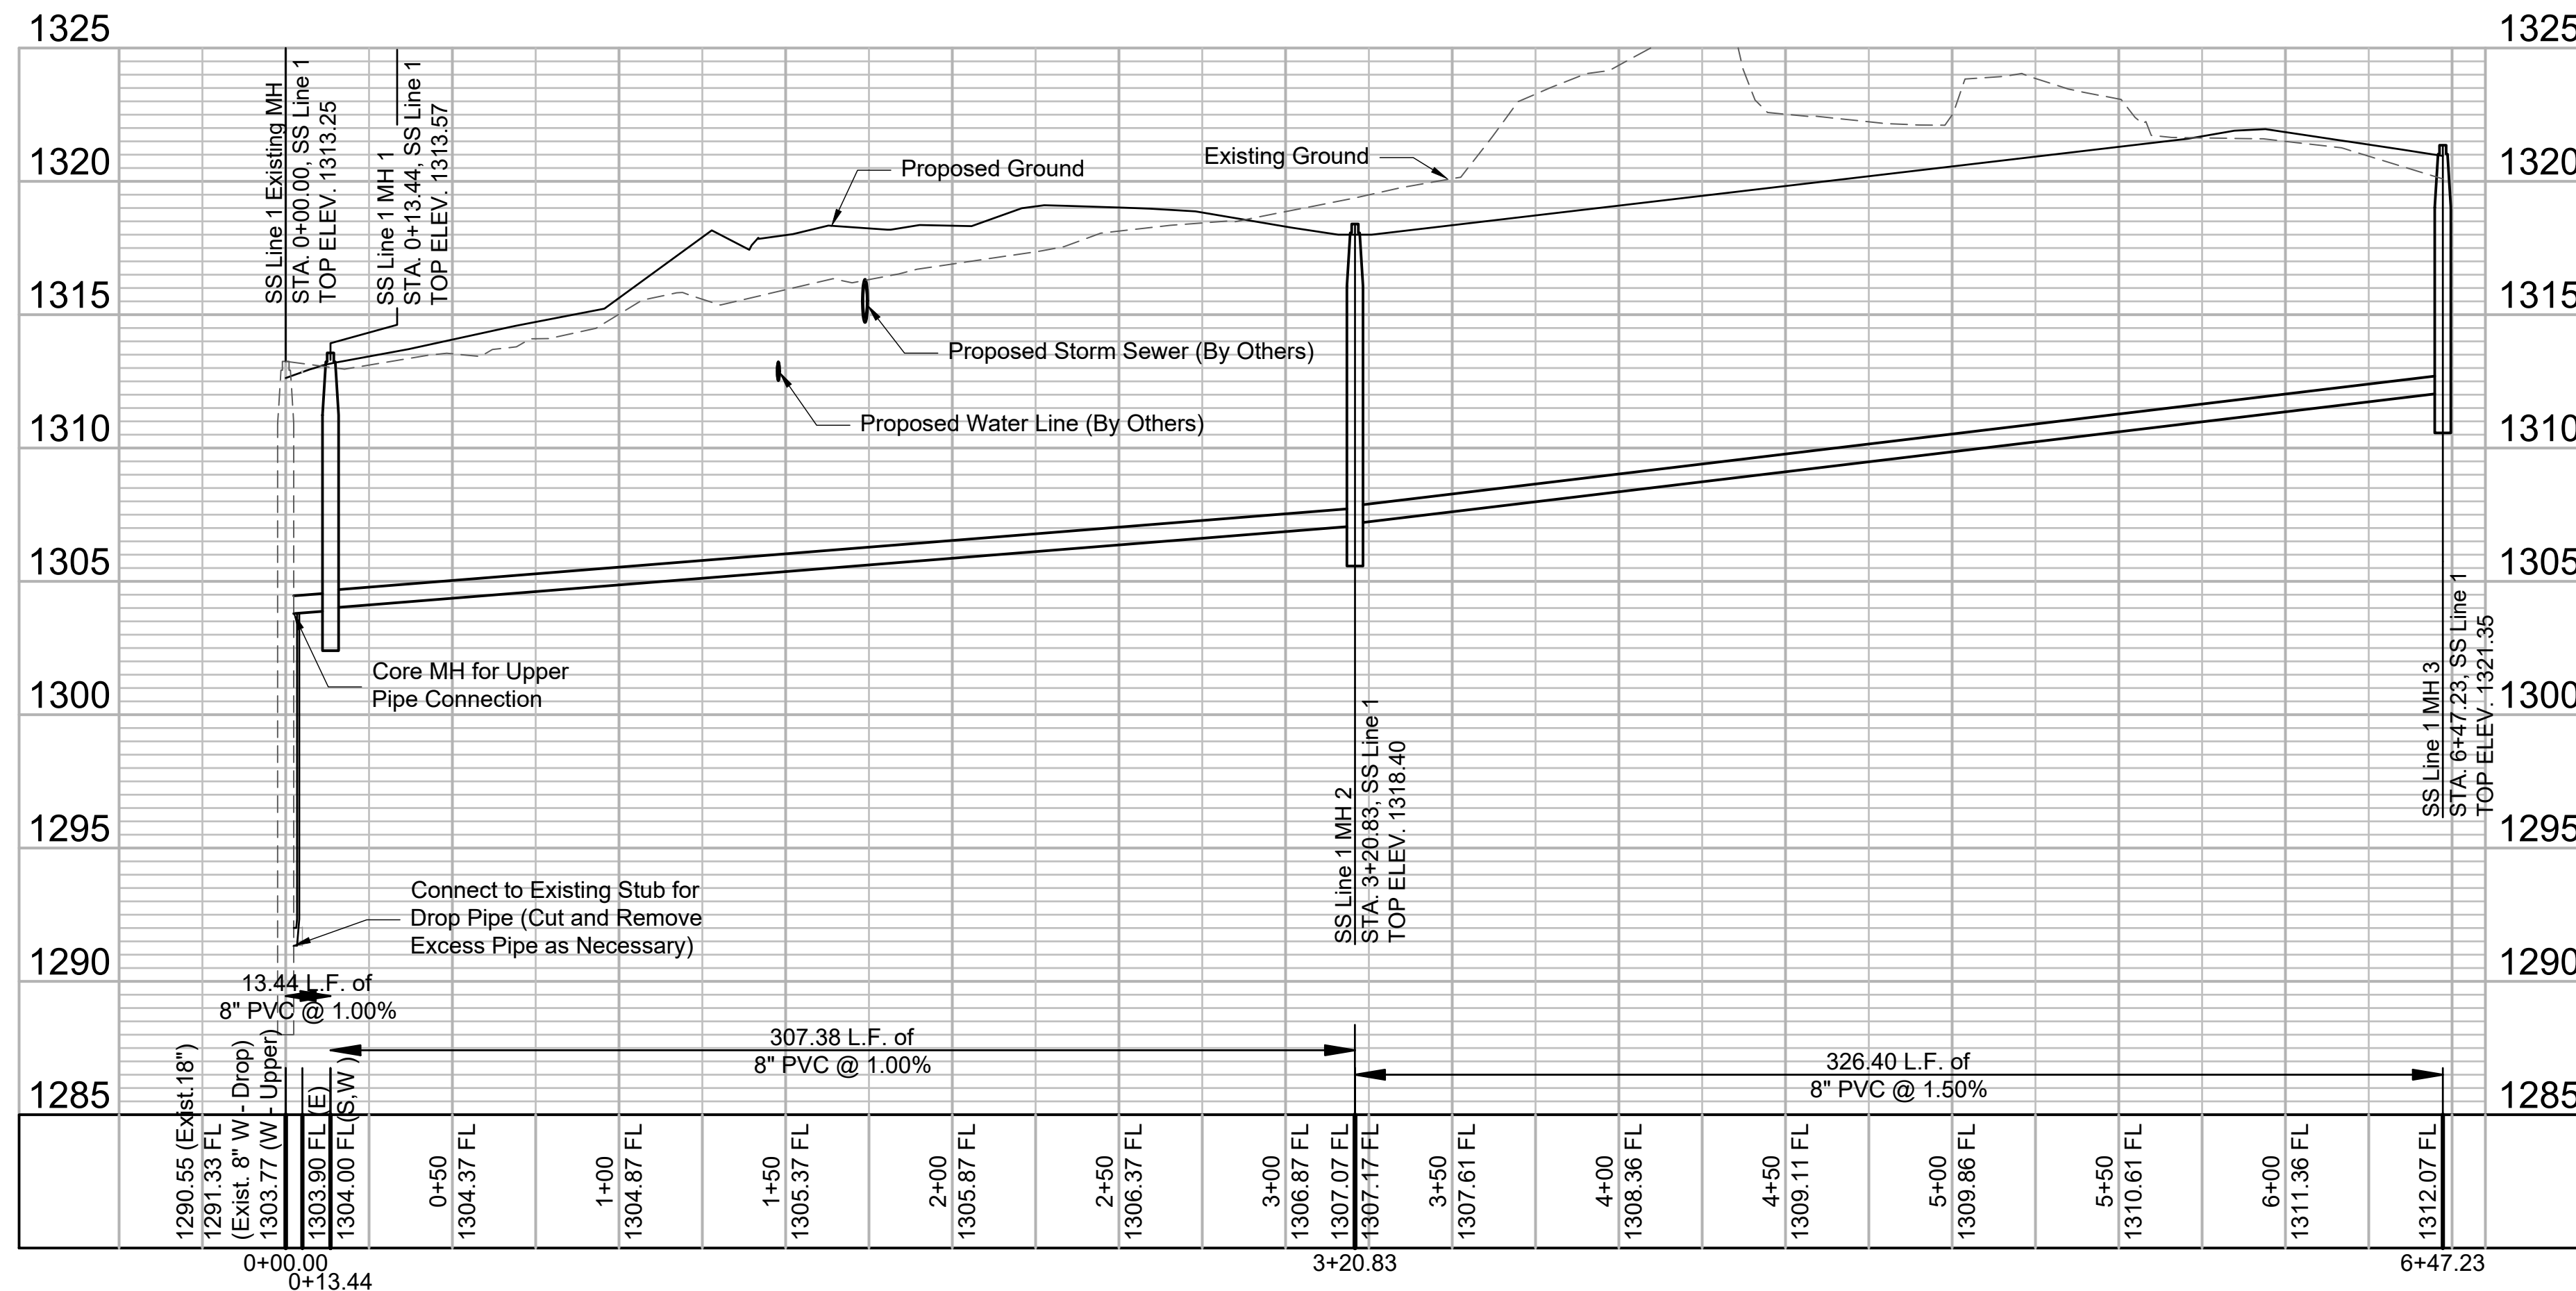 1325
1325
1320
1320
1315
1315
1310
1310
1305
1305
1300
1300
1295
1295
1290
1290
1285
1285
SS Line 1 Existing MH
STA. 0+00.00, SS Line 1
TOP ELEV. 1313.25
SS Line 1 MH 1
STA. 0+13.44, SS Line 1
TOP ELEV. 1313.57
Proposed Ground
Existing Ground
Proposed Storm Sewer (By Others)
Proposed Water Line (By Others)
Core MH for Upper
Pipe Connection
Connect to Existing Stub for
Drop Pipe (Cut and Remove
Excess Pipe as Necessary)
SS Line 1 MH 2
STA. 3+20.83, SS Line 1
TOP ELEV. 1318.40
SS Line 1 MH 3
STA. 6+47.23, SS Line 1
TOP ELEV. 1321.35
13.44 L.F. of
8" PVC @ 1.00%
307.38 L.F. of
8" PVC @ 1.00%
326.40 L.F. of
8" PVC @ 1.50%
1290.55 (Exist.18")
1291.33 FL
(Exist. 8" W - Drop)
1303.77 (W - Upper)
1303.90 FL (E)
1304.00 FL(S,W )
0+50
1304.37 FL
1+00
1304.87 FL
1+50
1305.37 FL
2+00
1305.87 FL
2+50
1306.37 FL
3+00
1306.87 FL
1307.07 FL
1307.17 FL
3+50
1307.61 FL
4+00
1308.36 FL
4+50
1309.11 FL
5+00
1309.86 FL
5+50
1310.61 FL
6+00
1311.36 FL
1312.07 FL
0+00.00
0+13.44
3+20.83
6+47.23